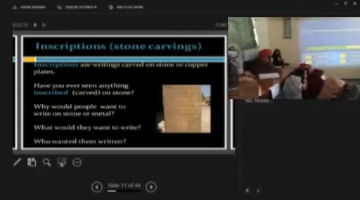 Inscriptions (stone carvings)
Inscriptions are writings carved on stone or copper
plates.
Have you ever seen anything
inscribed (carved) on stone?
Why would people want to
write on stone or metal?
What would they want to write?
Who wanted them written?